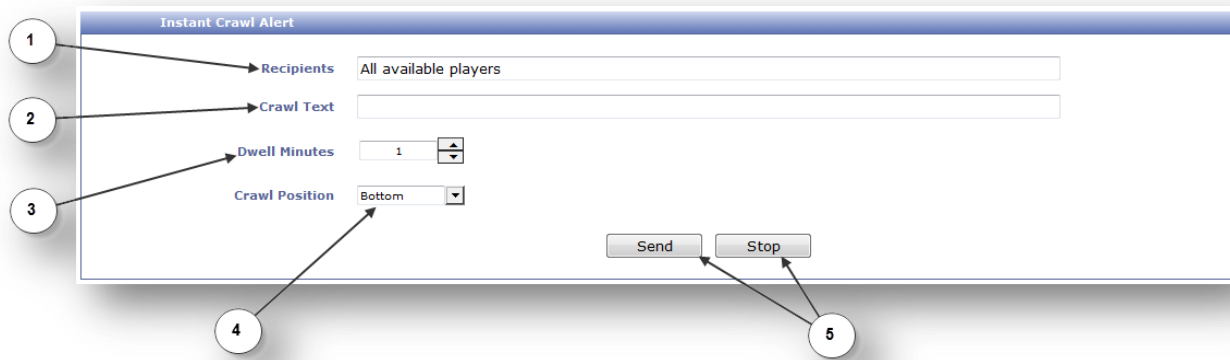 Instant Crawl Alert
1
Recipients All available players
2
Crawl Text
3
Dwell Minutes 1
Crawl Position Bottom
Send Stop
4
5